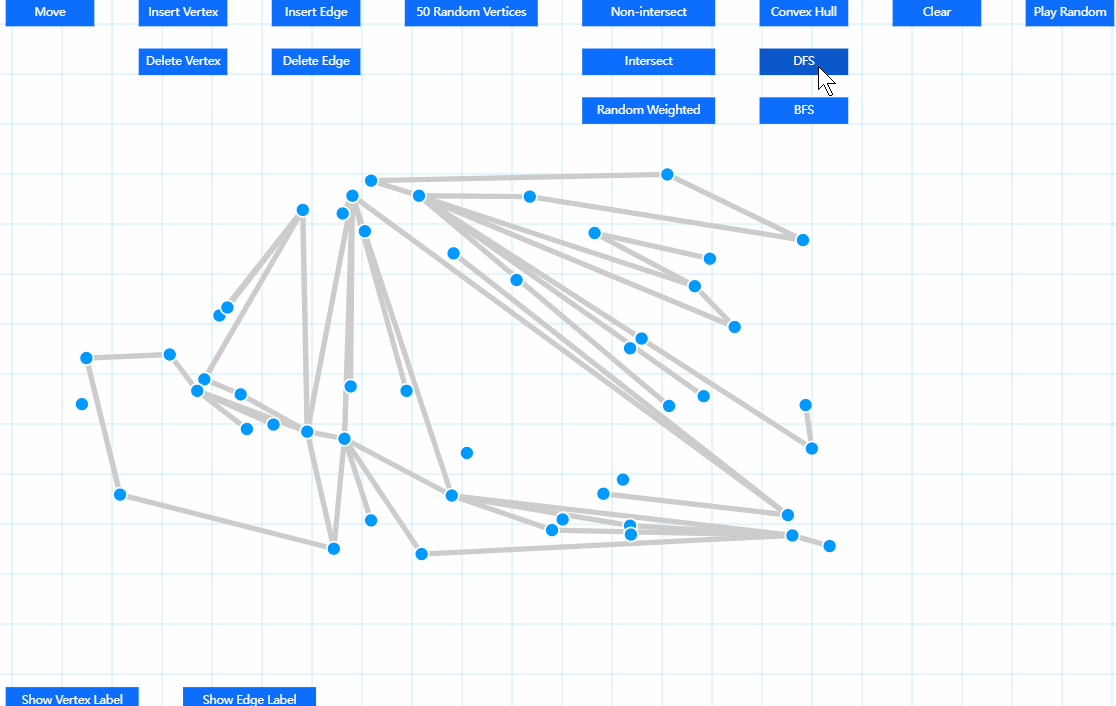 Move
Insert Vertex
Insert Edge
50 Random Vertices
Non-intersect
Convex Hull
Clear
Play Random
Delete Vertex
Delete Edge
Intersect
DFS
Random Weighted
BFS
Show Vertex Label
Show Edge Label